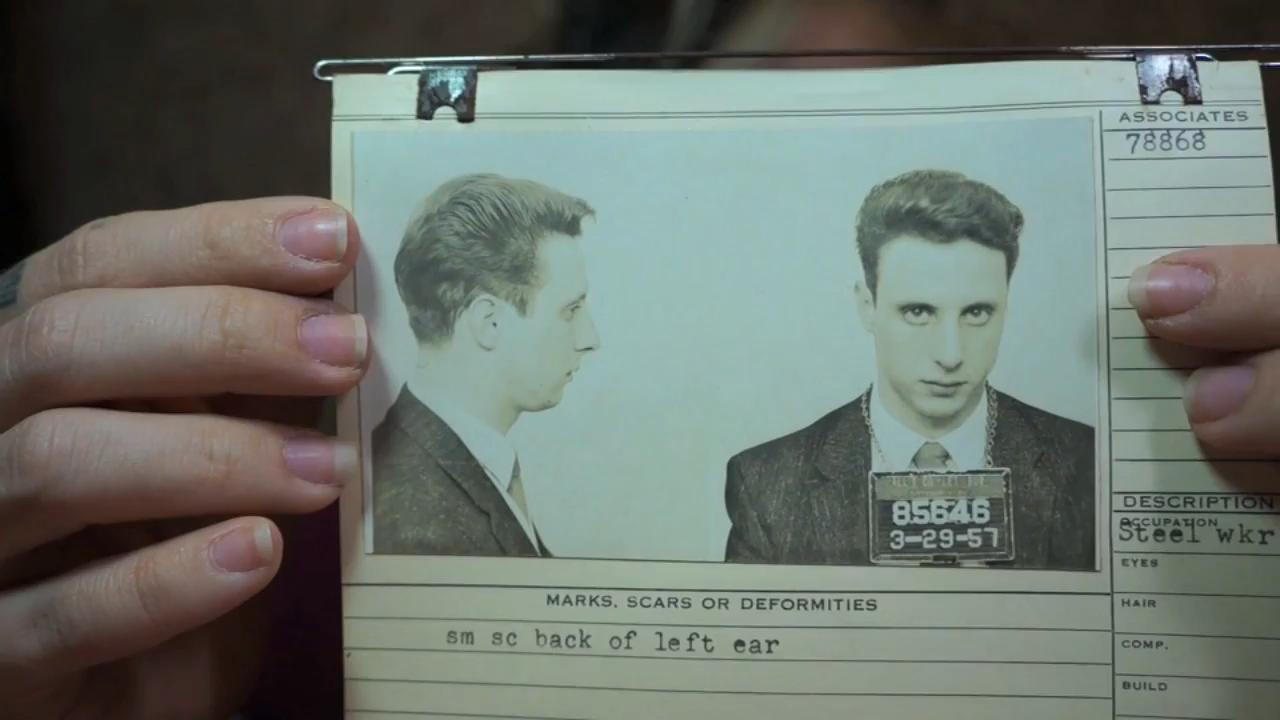 ASSOCIATES
78868
85646
3-29-57
DESCRIPTION
OCCUPATION
Steel wkr
EYES
MARKS, SCARS OR DEFORMITIES
HAIR
sm sc back of left ear
COMP.
BUILD